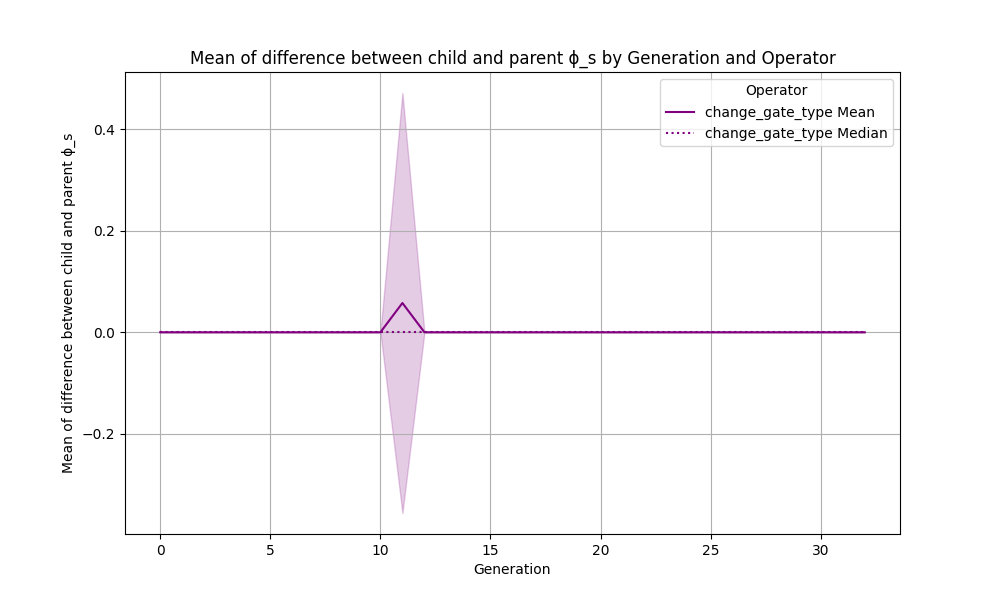 Mean of difference between child and parent ϕ_s by Generation and Operator
Mean of difference between child and parent ϕ_s
0.4
0.2
0.0
−0.2
Operator
change_gate_type Mean
change_gate_type Median
0 5 10 15 20 25 30
Generation